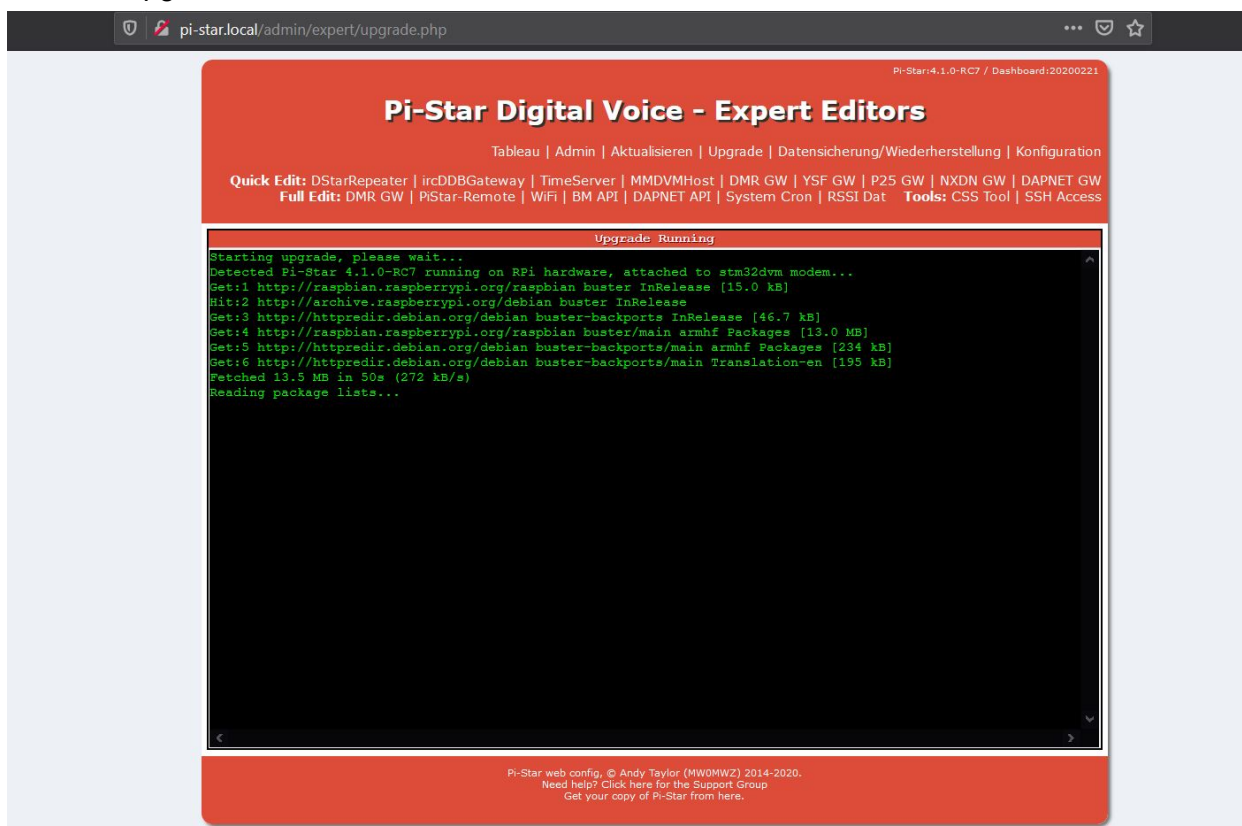 pi-star.local/admin/expert/upgrade.php
Pi-Star:4.1.0-RC7 / Dashboard:20200221
Pi-Star Digital Voice - Expert Editors
Tableau | Admin | Aktualisieren | Upgrade | Datensicherung/Wiederherstellung | Konfiguration
Quick Edit: DStarRepeater | ircDDBGateway | TimeServer | MMDVMHost | DMR GW | YSF GW | P25 GW | NXDN GW | DAPNET GW
Full Edit: DMR GW | PiStar-Remote | WiFi | BM API | DAPNET API | System Cron | RSSI Dat Tools: CSS Tool | SSH Access
Upgrade Running
Starting upgrade, please wait...
Detected Pi-Star 4.1.0-RC7 running on RPi hardware, attached to stm32dvm modem...
Get:1 http://raspbian.raspberrypi.org/raspbian buster InRelease [15.0 kB]
Hit:2 http://archive.raspberrypi.org/debian buster InRelease
Get:3 http://httpredir.debian.org/debian buster-backports InRelease [46.7 kB]
Get:4 http://raspbian.raspberrypi.org/raspbian buster/main armhf Packages [13.0 MB]
Get:5 http://httpredir.debian.org/debian buster-backports/main armhf Packages [234 kB]
Get:6 http://httpredir.debian.org/debian buster-backports/main Translation-en [195 kB]
Fetched 13.5 MB in 50s (272 kB/s)
Reading package lists...
Pi-Star web config, © Andy Taylor (MW0MWZ) 2014-2020.
Need help? Click here for the Support Group
Get your copy of Pi-Star from here.